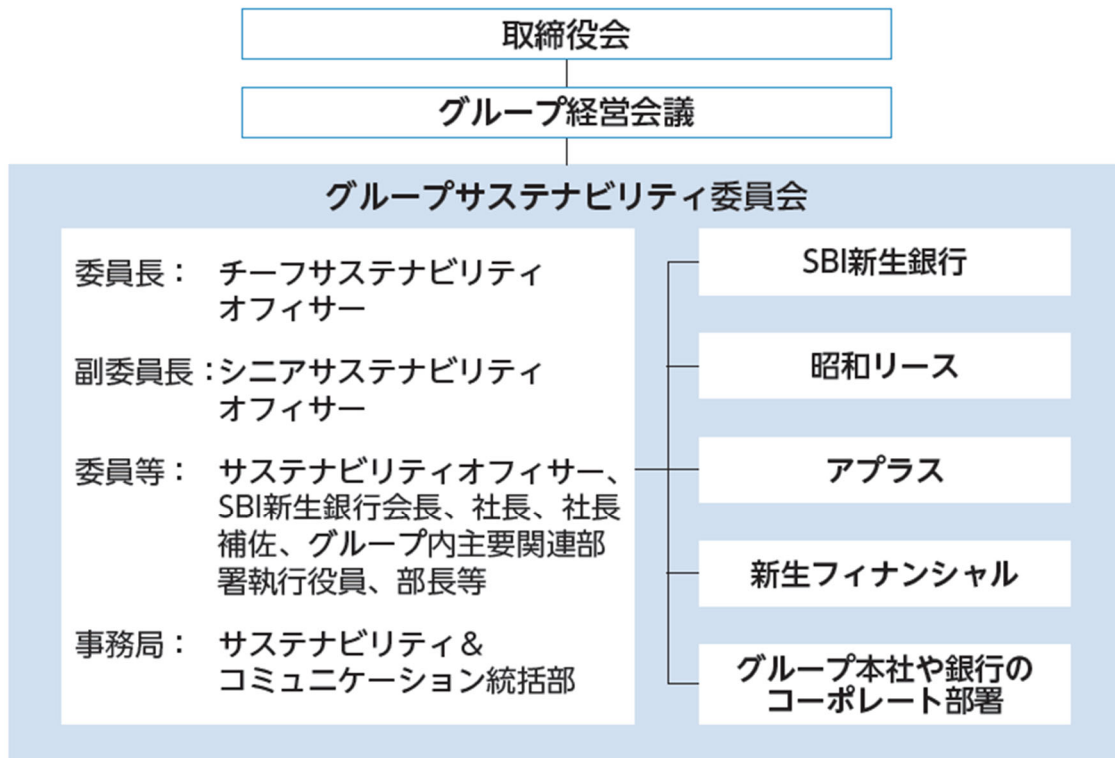 取締役会
グループ経営会議
グループサステナビリティ委員会
委員長： チーフサステナビリティ
オフィサー
副委員長：シニアサステナビリティ
オフィサー
委員等： サステナビリティオフィサー、
SBI新生銀行会長、社長、社長
補佐、グループ内主要関連部
署執行役員、部長等
事務局： サステナビリティ＆
コミュニケーション統括部
SBI新生銀行
昭和リース
アプラス
新生フィナンシャル
グループ本社や銀行の
コーポレート部署